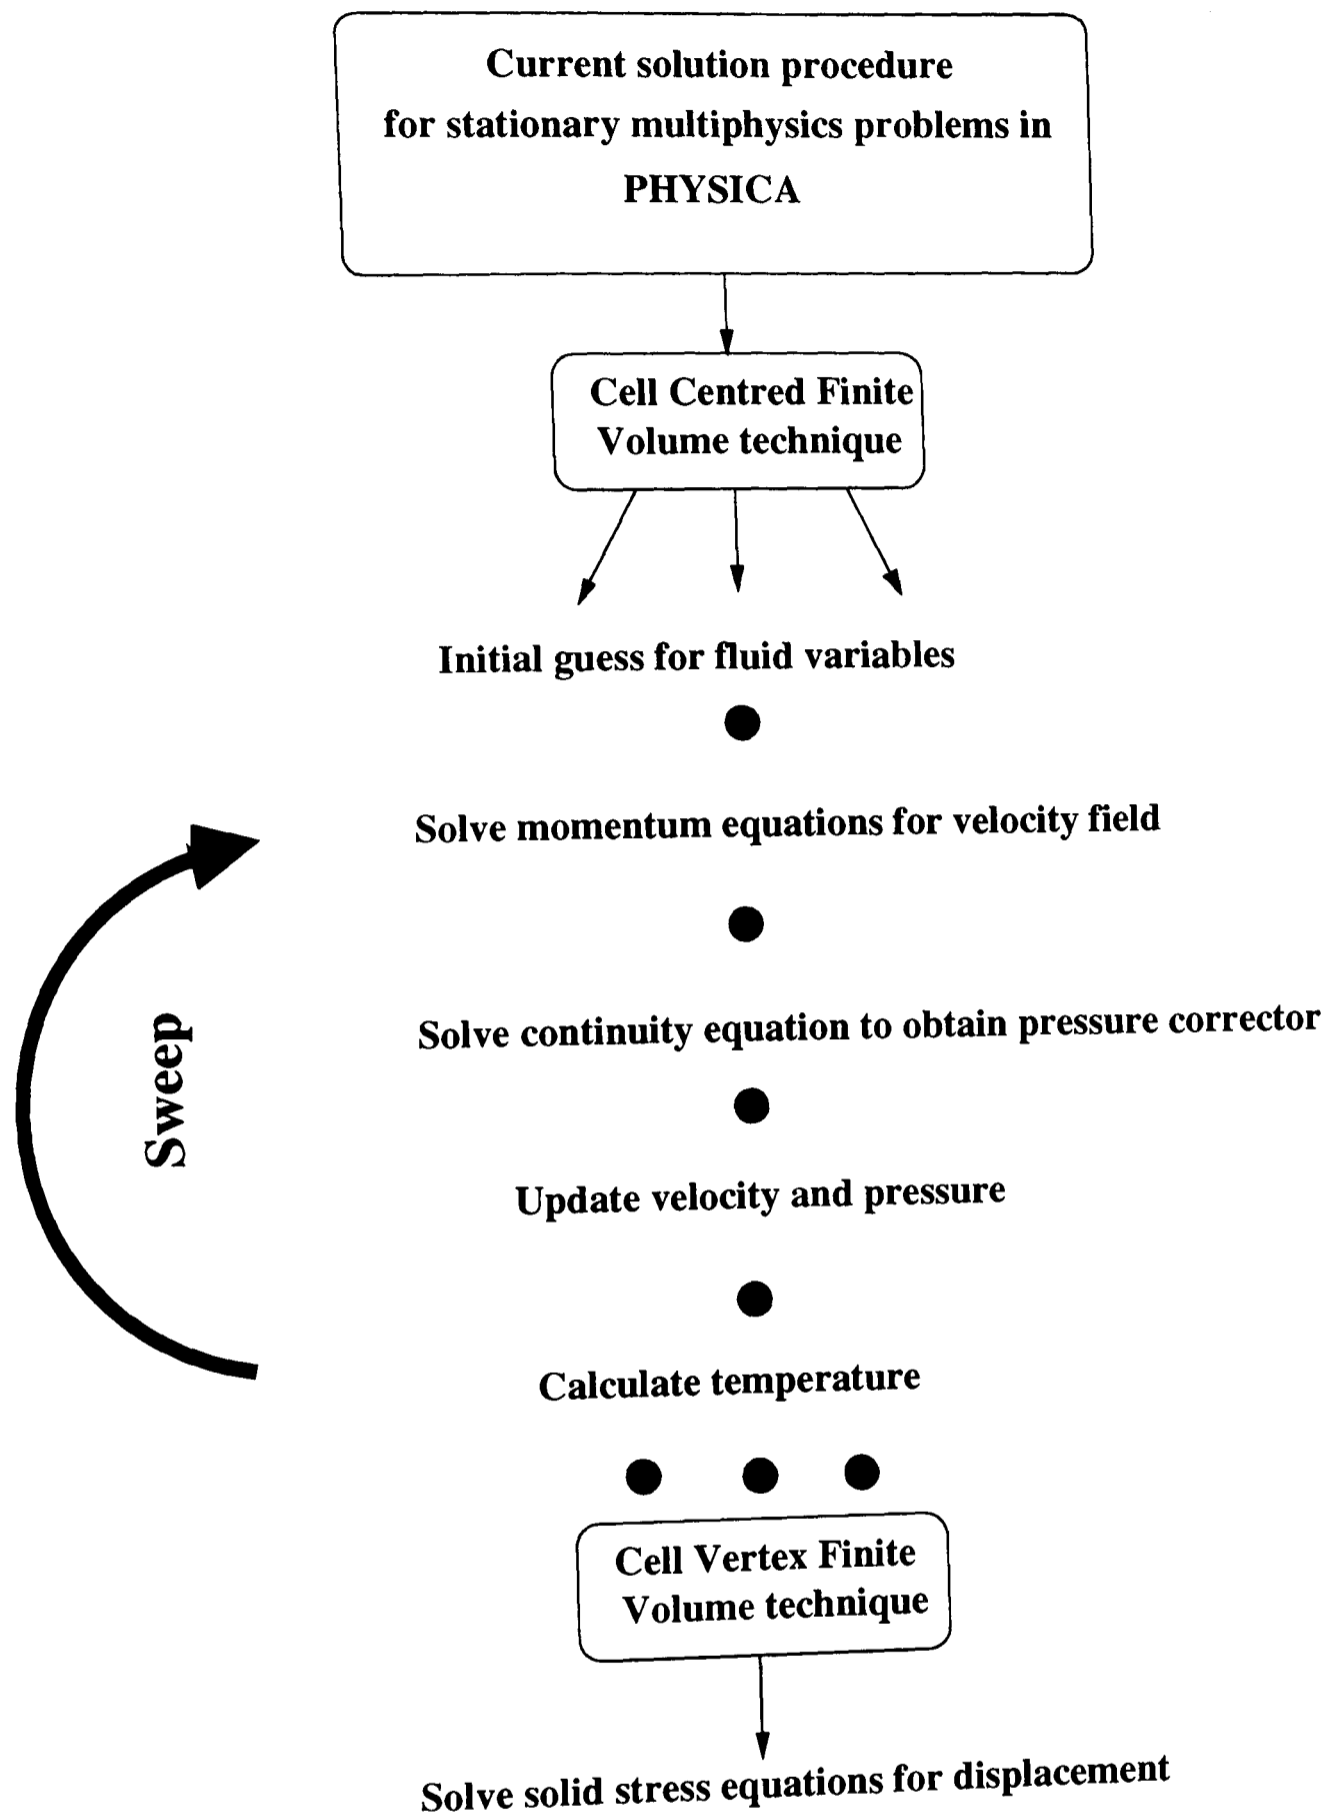 Current solution procedure
for stationary multiphysics problems in
PHYSICA
Cell Centred Finite
Volume technique
Initial guess for fluid variables
Solve momentum equations for velocity field
Solve continuity equation to obtain pressure corrector
Update velocity and pressure
Calculate temperature
Sweep
Cell Vertex Finite
Volume technique
Solve solid stress equations for displacement